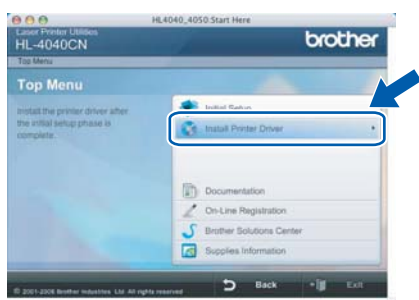 HL4040_4050:Start Here
Laser Printer Utilities
HL-4040CN
brother
Top Menu
Top Menu
Install the printer driver after
the initial setup phase is
complete.
Initial Setup
Install Printer Driver
Documentation
On-Line Registration
Brother Solutions Center
Supplies Information
© 2001-2006 Brother Industries Ltd. All rights reserved
Back
Exit